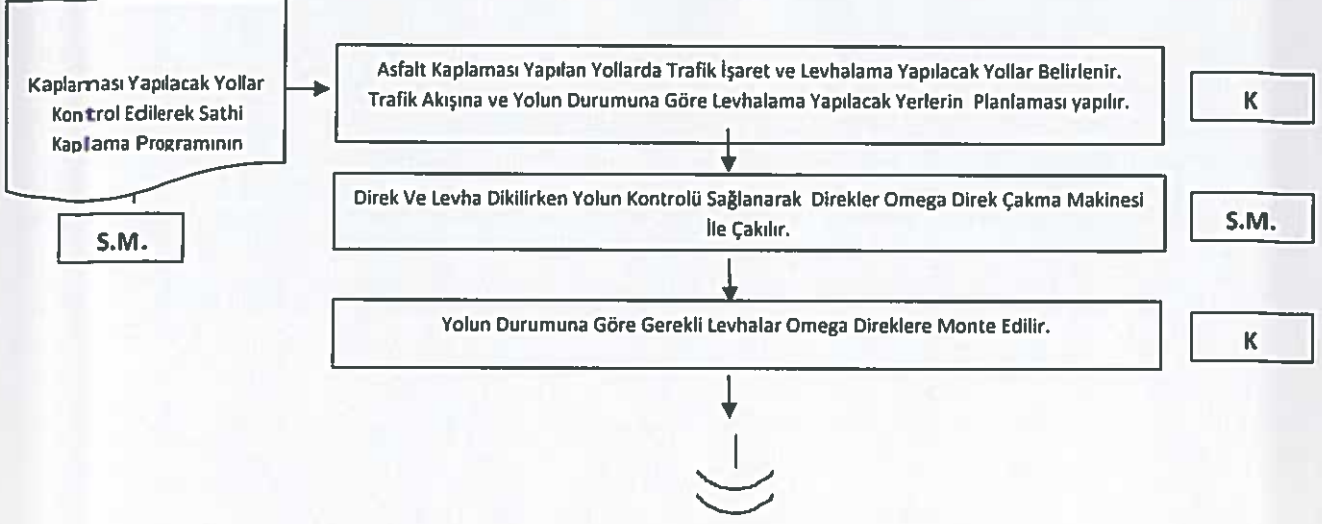 Kaplaması Yapılacak Yollar
Kontrol Edilerek Sathi
Kaplama Programının
S.M.
Asfalt Kaplaması Yapılan Yollarda Trafik İşaret ve Levhalama Yapılacak Yollar Belirlenir.
Trafik Akışına ve Yolun Durumuna Göre Levhalama Yapılacak Yerlerin Planlaması yapılır.
K
Direk Ve Levha Dikilirken Yolun Kontrolü Sağlanarak Direkler Omega Direk Çakma Makinesi
İle Çakılır.
S.M.
Yolun Durumuna Göre Gerekli Levhalar Omega Direklere Monte Edilir.
K